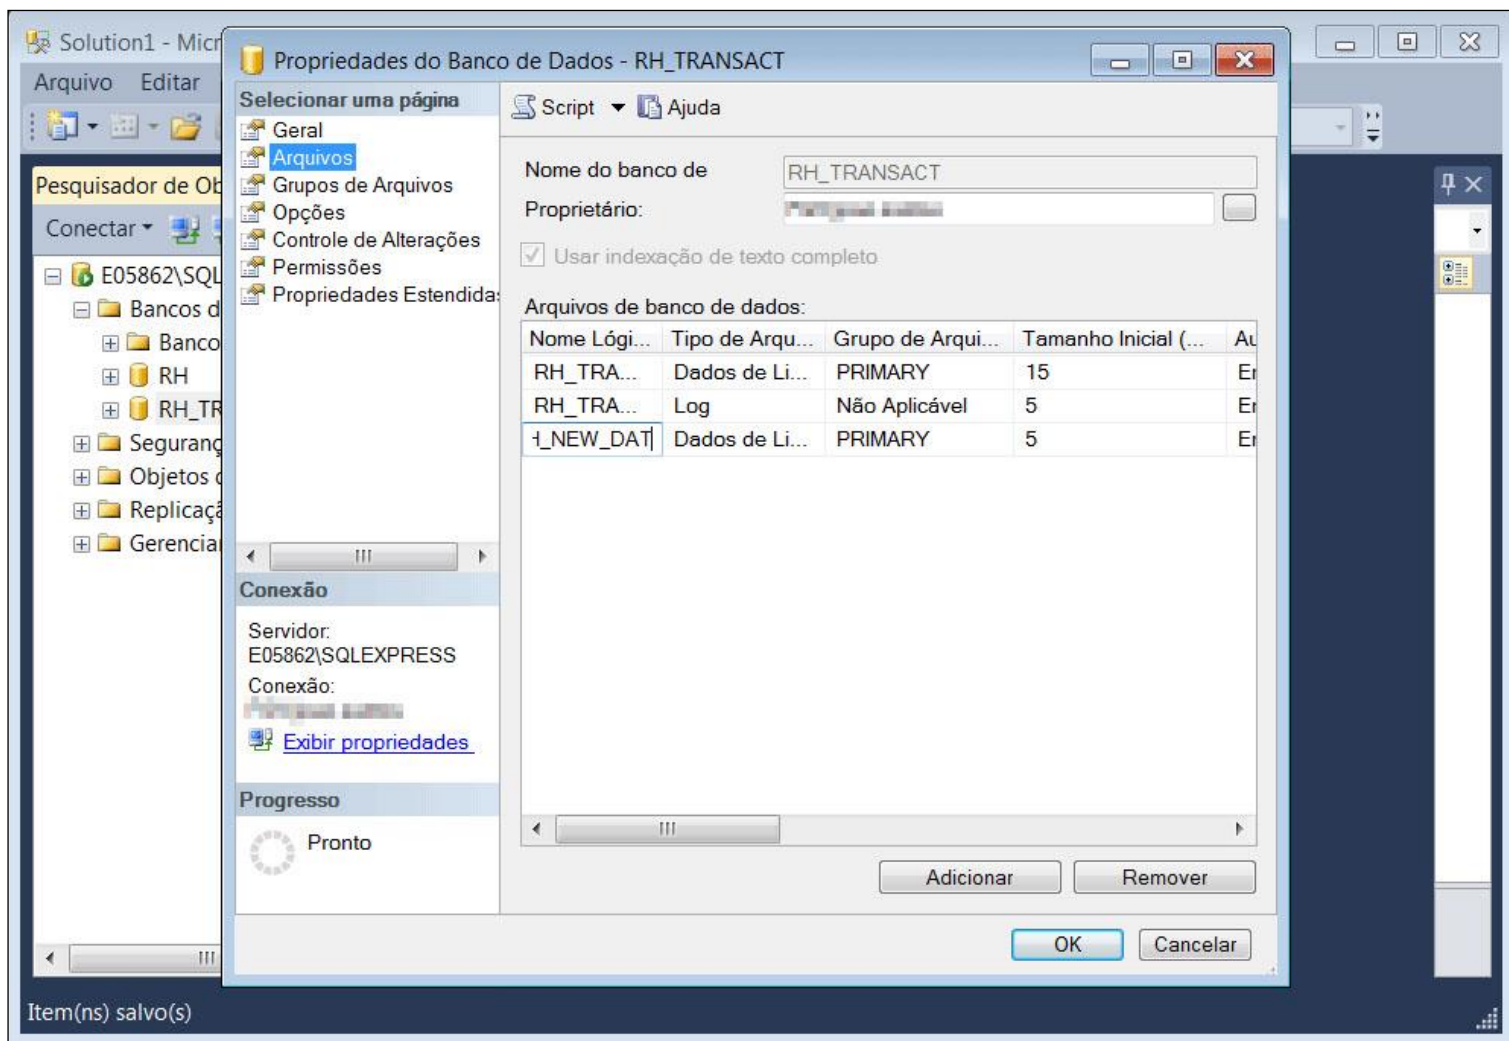 Solution1 - Micr
Arquivo Editar
Pesquisador de Ob
Conectar
E05862\SQL
Bancos d
Banco
RH
RH_TR
Seguranç
Objetos
Replicaç
Gerencia
Item(ns) salvo(s)
Propriedades do Banco de Dados - RH_TRANSACT
Selecionar uma página
Geral
Arquivos
Grupos de Arquivos
Opções
Controle de Alterações
Permissões
Propriedades Estendida
Conexão
Servidor:
E05862\SQLEXPRESS
Conexão:
Exibir propriedades
Progresso
Pronto
Script Ajuda
Nome do banco de RH_TRANSACT
Proprietário:
Usar indexação de texto completo
Arquivos de banco de dados:
Nome Lógi... Tipo de Arqu... Grupo de Arqui... Tamanho Inicial (... Au
RH_TRA... Dados de Li... PRIMARY 15 Er
RH_TRA... Log Não Aplicável 5 Er
H_NEW_DAT Dados de Li... PRIMARY 5 Er
Adicionar Remover
OK Cancelar